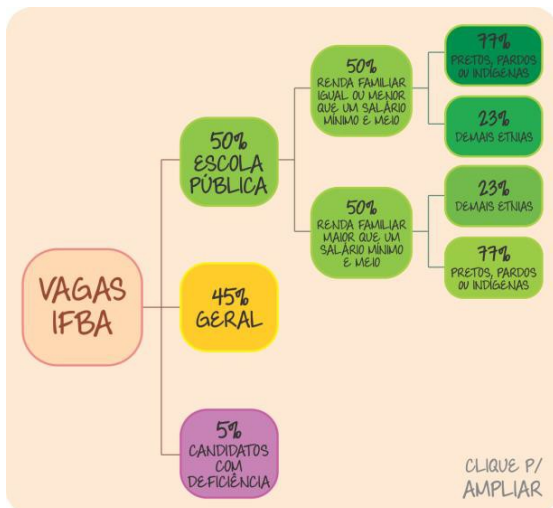 VAGAS
IFBA
50%
ESCOLA
PÚBLICA
45%
GERAL
5%
CANDIDATOS
COM
DEFICIÊNCIA
50%
RENDA FAMILIAR
IGUAL OU MENOR
QUE UM SALÁRIO
MÍNIMO E MEIO
50%
RENDA FAMILIAR
MAIOR QUE UM
SALÁRIO MÍNIMO
E MEIO
77%
PRETOS, PARDOS
OU INDÍGENAS
23%
DEMAIS ETNIAS
23%
DEMAIS ETNIAS
77%
PRETOS, PARDOS
OU INDÍGENAS
CLIQUE P/
AMPLIAR